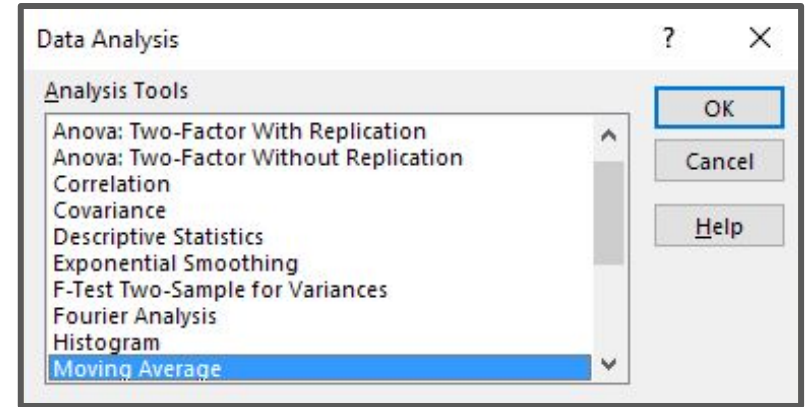 Data Analysis ? ×
Analysis Tools
Anova: Two-Factor With Replication
Anova: Two-Factor Without Replication
Correlation
Covariance
Descriptive Statistics
Exponential Smoothing
F-Test Two-Sample for Variances
Fourier Analysis
Histogram
Moving Average
OK
Cancel
Help